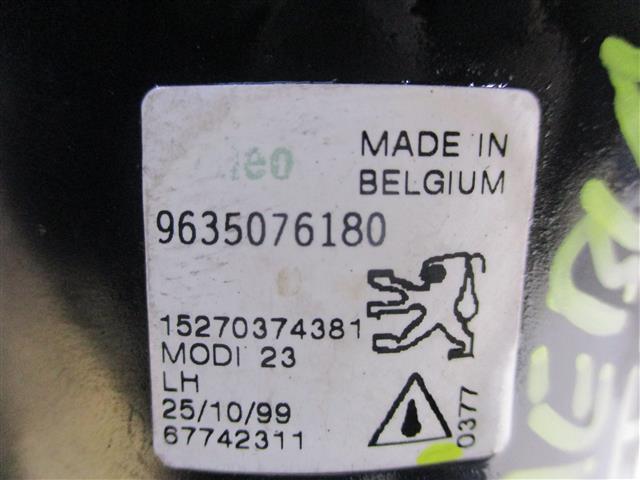 MADE IN
BELGIUM
9635076180
15270374381
MODI 23
LH
25/10/99
67742311
0377